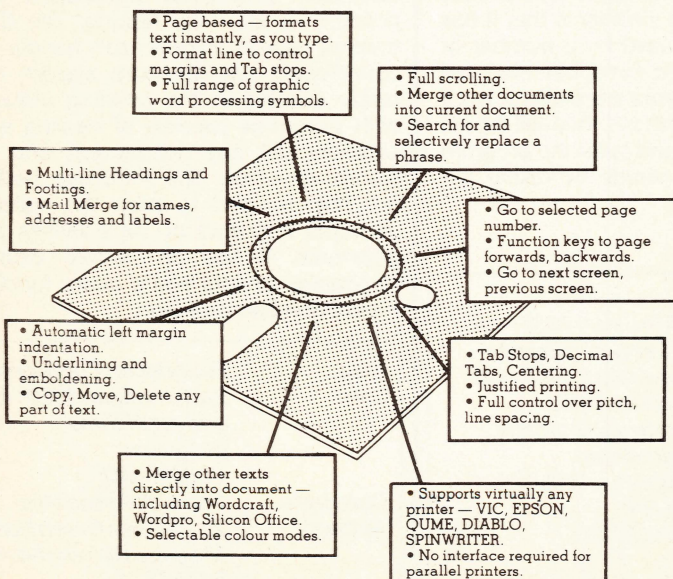 • Page based — formats
text instantly, as you type.
• Format line to control
margins and Tab stops.
• Full range of graphic
word processing symbols.
• Full scrolling.
• Merge other documents
into current document.
• Search for and
selectively replace a
phrase.
• Multi-line Headings and
Footings.
• Mail Merge for names,
addresses and labels.
• Go to selected page
number.
• Function keys to page
forwards, backwards.
• Go to next screen,
previous screen.
• Automatic left margin
indentation.
• Underlining and
emboldening.
• Copy, Move, Delete any
part of text.
• Tab Stops, Decimal
Tabs, Centering.
• Justified printing.
• Full control over pitch,
line spacing.
• Merge other texts
directly into document —
including Wordcraft,
Wordpro, Silicon Office.
• Selectable colour modes.
• Supports virtually any
printer — VIC, EPSON,
QUME, DIABLO,
SPINWRITER.
• No interface required for
parallel printers.